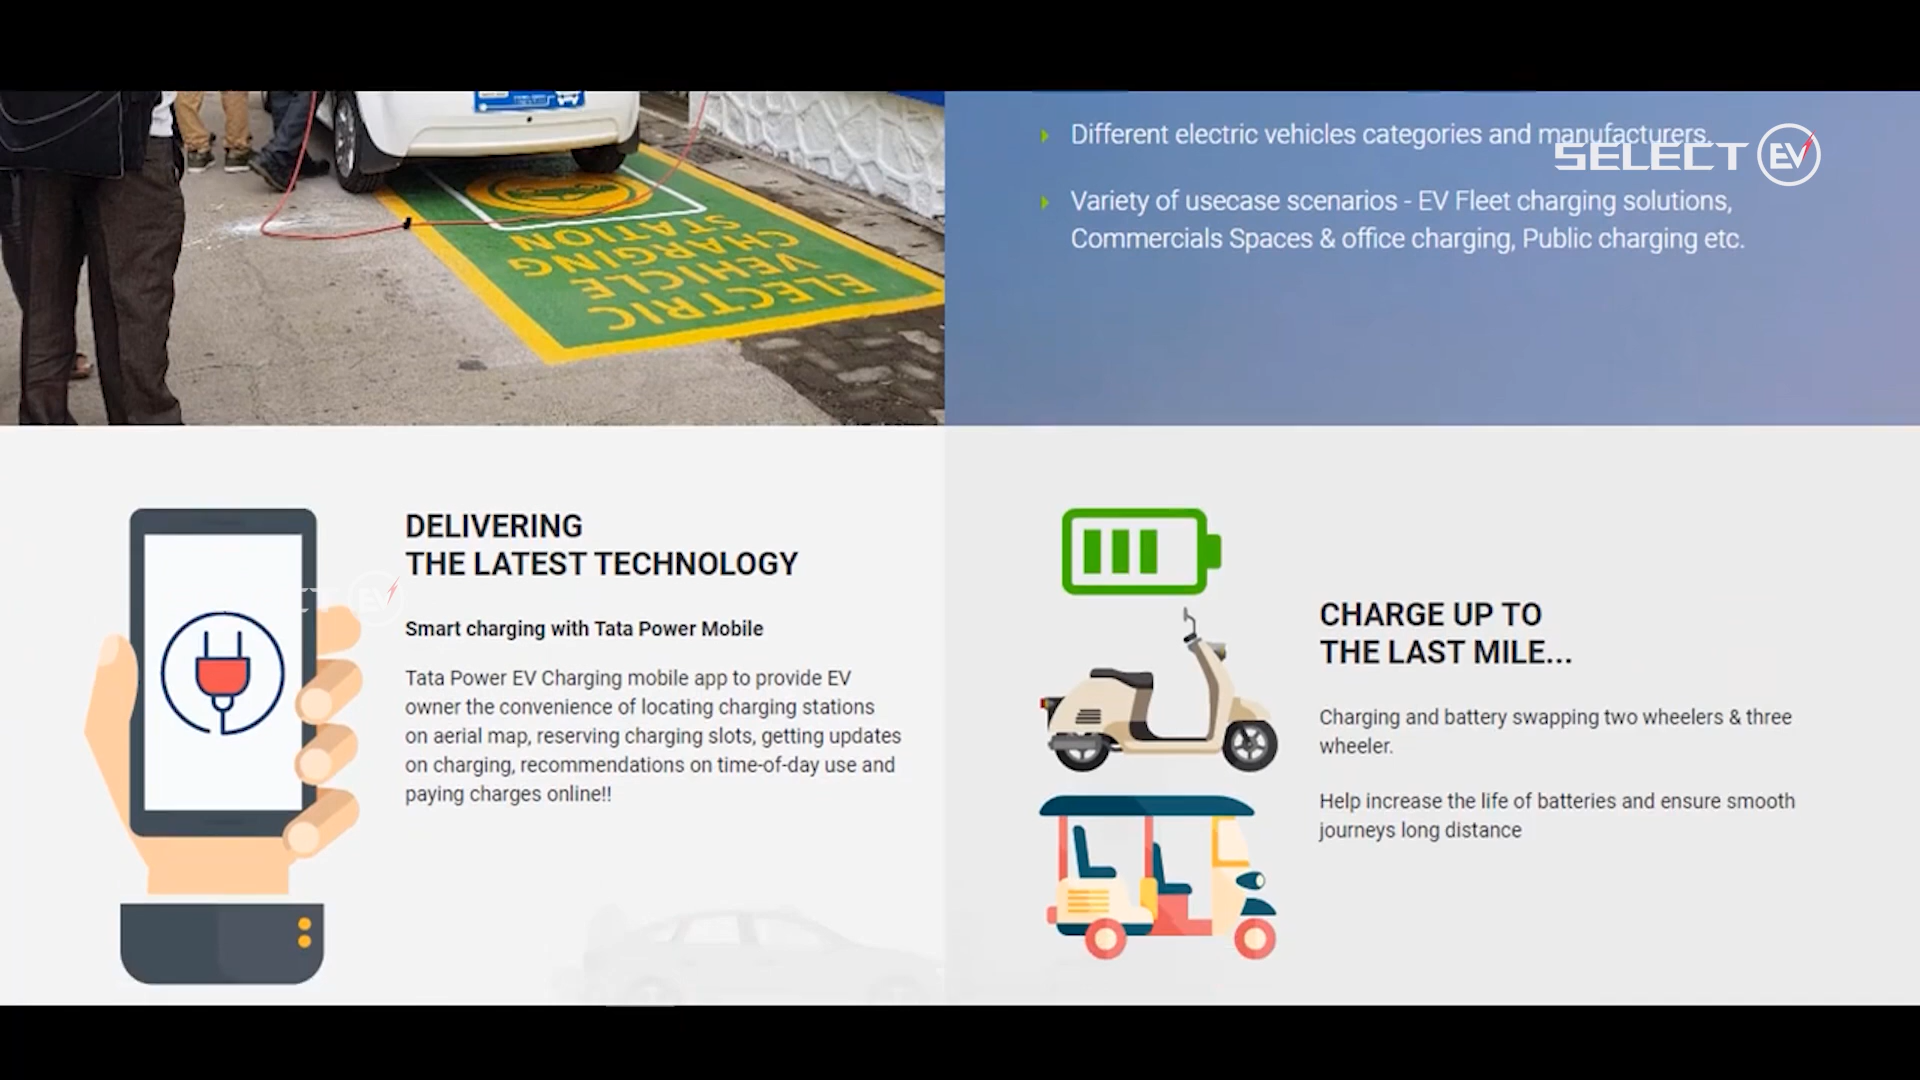 Different electric vehicles categories and manufacturers.
SELECT EV
Variety of usecase scenarios - EV Fleet charging solutions,
Commercials Spaces & office charging, Public charging etc.
ELECTRIC
VEHICLE
CHARGING
STATION
DELIVERING
THE LATEST TECHNOLOGY
Smart charging with Tata Power Mobile
Tata Power EV Charging mobile app to provide EV
owner the convenience of locating charging stations
on aerial map, reserving charging slots, getting updates
on charging, recommendations on time-of-day use and
paying charges online!!
CHARGE UP TO
THE LAST MILE...
Charging and battery swapping two wheelers & three
wheeler.
Help increase the life of batteries and ensure smooth
journeys long distance
EV